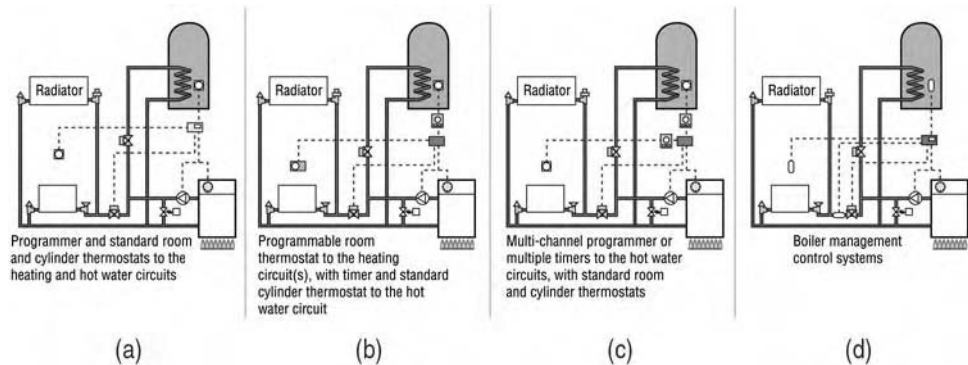 Radiator
Programmer and standard room
and cylinder thermostats to the
heating and hot water circuits
(a)
Radiator
Programmable room
thermostat to the heating
circuit(s), with timer and standard
cylinder thermostat to the hot
water circuit
(b)
Radiator
Multi-channel programmer or
multiple timers to the hot water
circuits, with standard room
and cylinder thermostats
(c)
Radiator
Boiler management
control systems
(d)